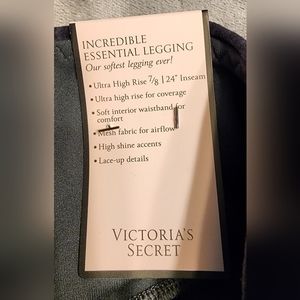 INCREDIBLE
ESSENTIAL LEGGING
Our softest legging ever!
• Ultra High Rise 7/8 | 24" Inseam
• Ultra high rise for coverage
• Soft interior waistband for
comfort
• Mesh fabric for airflow
• High shine accents
• Lace-up details
VICTORIA'S
SECRET